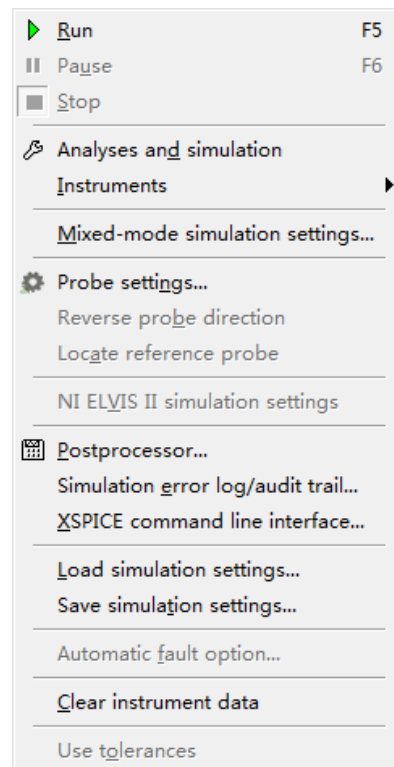 Run F5
Pause F6
Stop
Analyses and simulation
Instruments
Mixed-mode simulation settings...
Probe settings...
Reverse probe direction
Locate reference probe
NI ELVIS II simulation settings
Postprocessor...
Simulation error log/audit trail...
XSPICE command line interface...
Load simulation settings...
Save simulation settings...
Automatic fault option...
Clear instrument data
Use tolerances